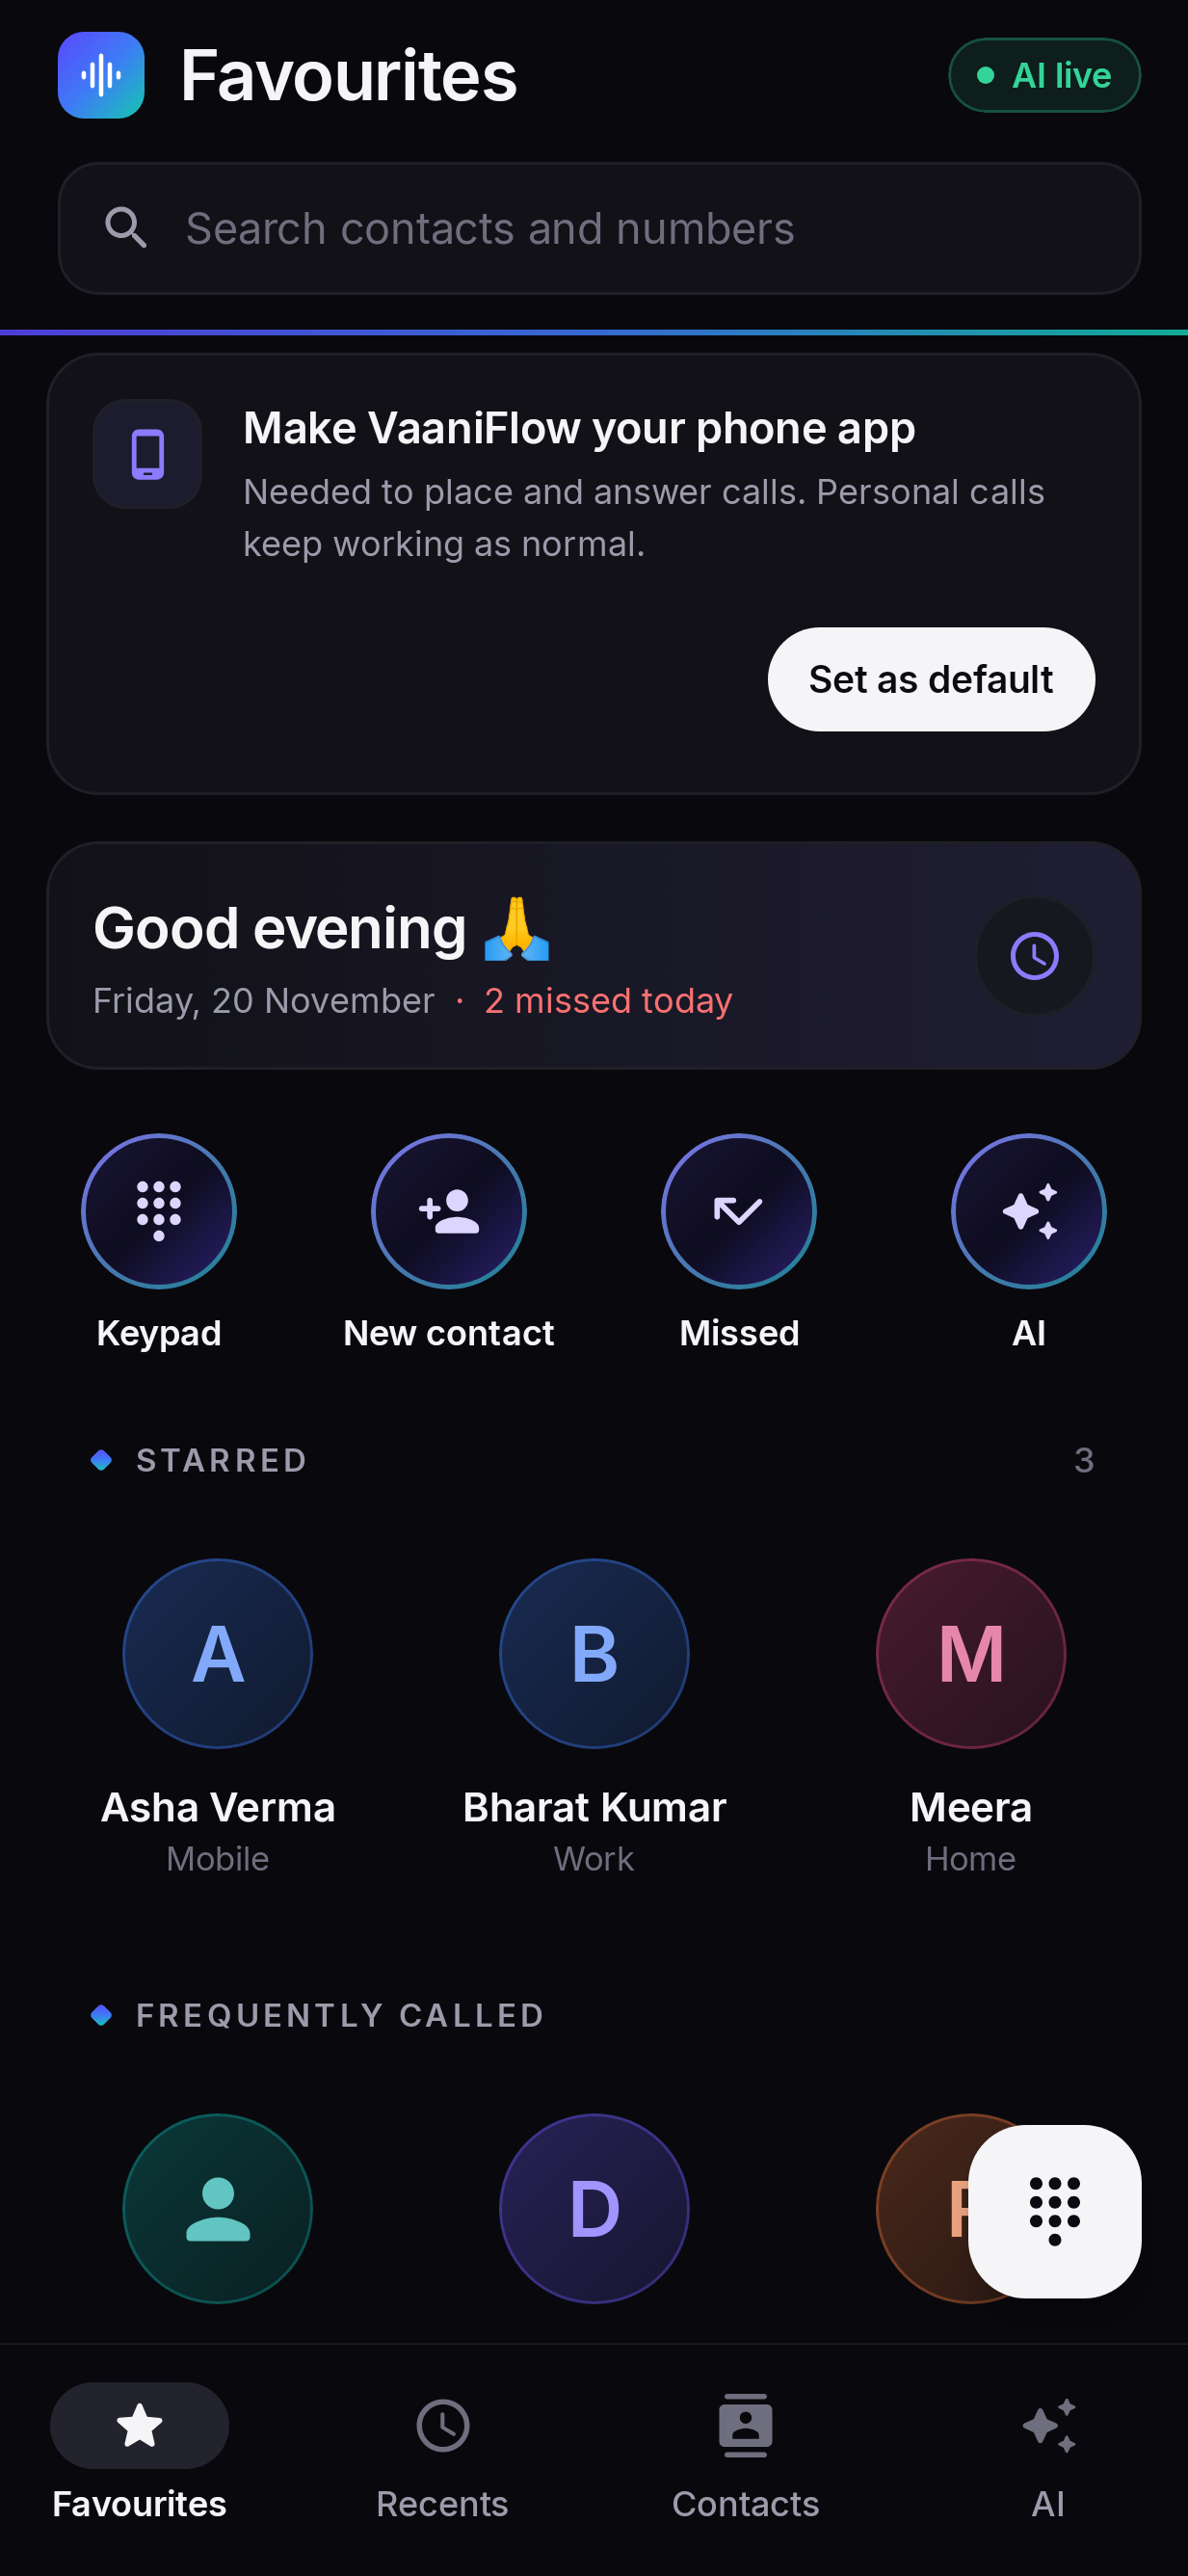 Favourites
AI live
Search contacts and numbers
Make VaaniFlow your phone app
Needed to place and answer calls. Personal calls
keep working as normal.
Set as default
Good evening 🙏
Friday, 20 November · 2 missed today
Keypad New contact Missed AI
STARRED 3
A B M
Asha Verma Bharat Kumar Meera
Mobile Work Home
FREQUENTLY CALLED
D
Favourites Recents Contacts AI